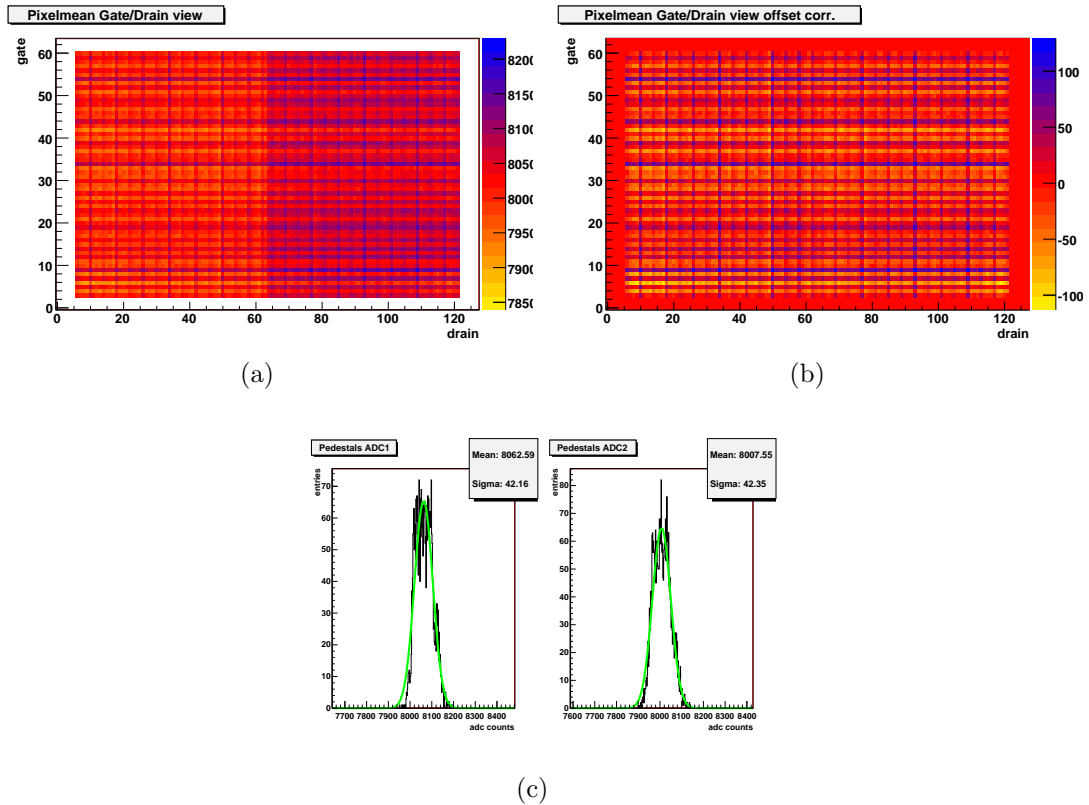 Pixelmean Gate/Drain view
gate
60
50
40
30
20
10
0
0 20 40 60 80 100 120
drain
8200
8150
8100
8050
8000
7950
7900
7850
(a)
Pixelmean Gate/Drain view offset corr.
gate
60
50
40
30
20
10
0
0 20 40 60 80 100 120
drain
100
50
0
-50
-100
(b)
Pedestals ADC1
Mean: 8062.59
Sigma: 42.16
entries
70
60
50
40
30
20
10
0
7700 7800 7900 8000 8100 8200 8300 8400
adc counts
Pedestals ADC2
Mean: 8007.55
Sigma: 42.35
entries
80
70
60
50
40
30
20
10
0
7600 7700 7800 7900 8000 8100 8200 8300 8400
adc counts
(c)